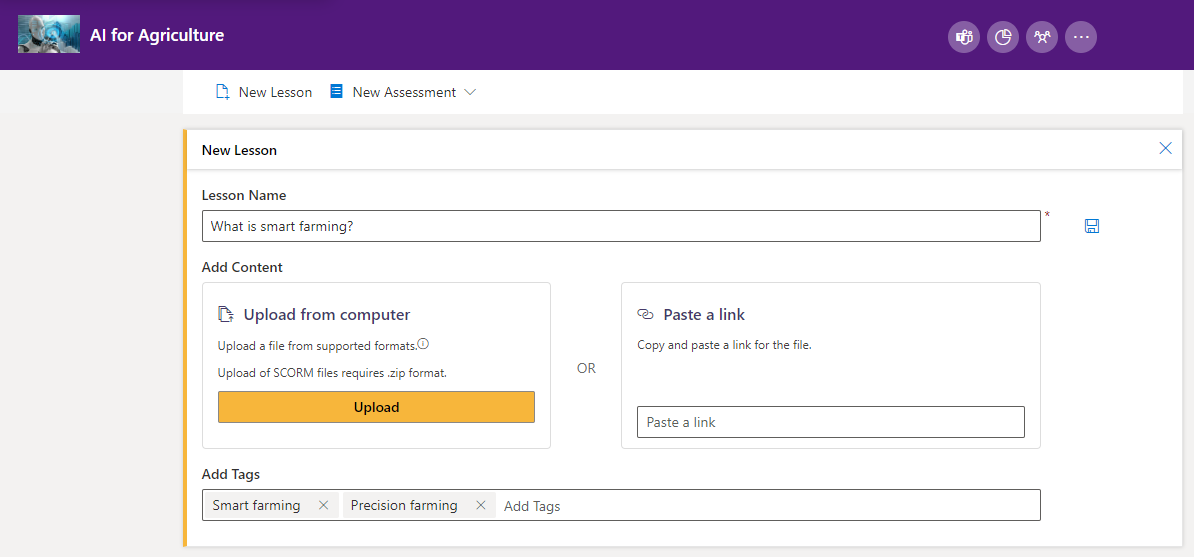 AI for Agriculture
New Lesson New Assessment
New Lesson
Lesson Name
What is smart farming? *
Add Content
Upload from computer
Upload a file from supported formats.
Upload of SCORM files requires .zip format.
Upload
OR
Paste a link
Copy and paste a link for the file.
Paste a link
Add Tags
Smart farming Precision farming Add Tags